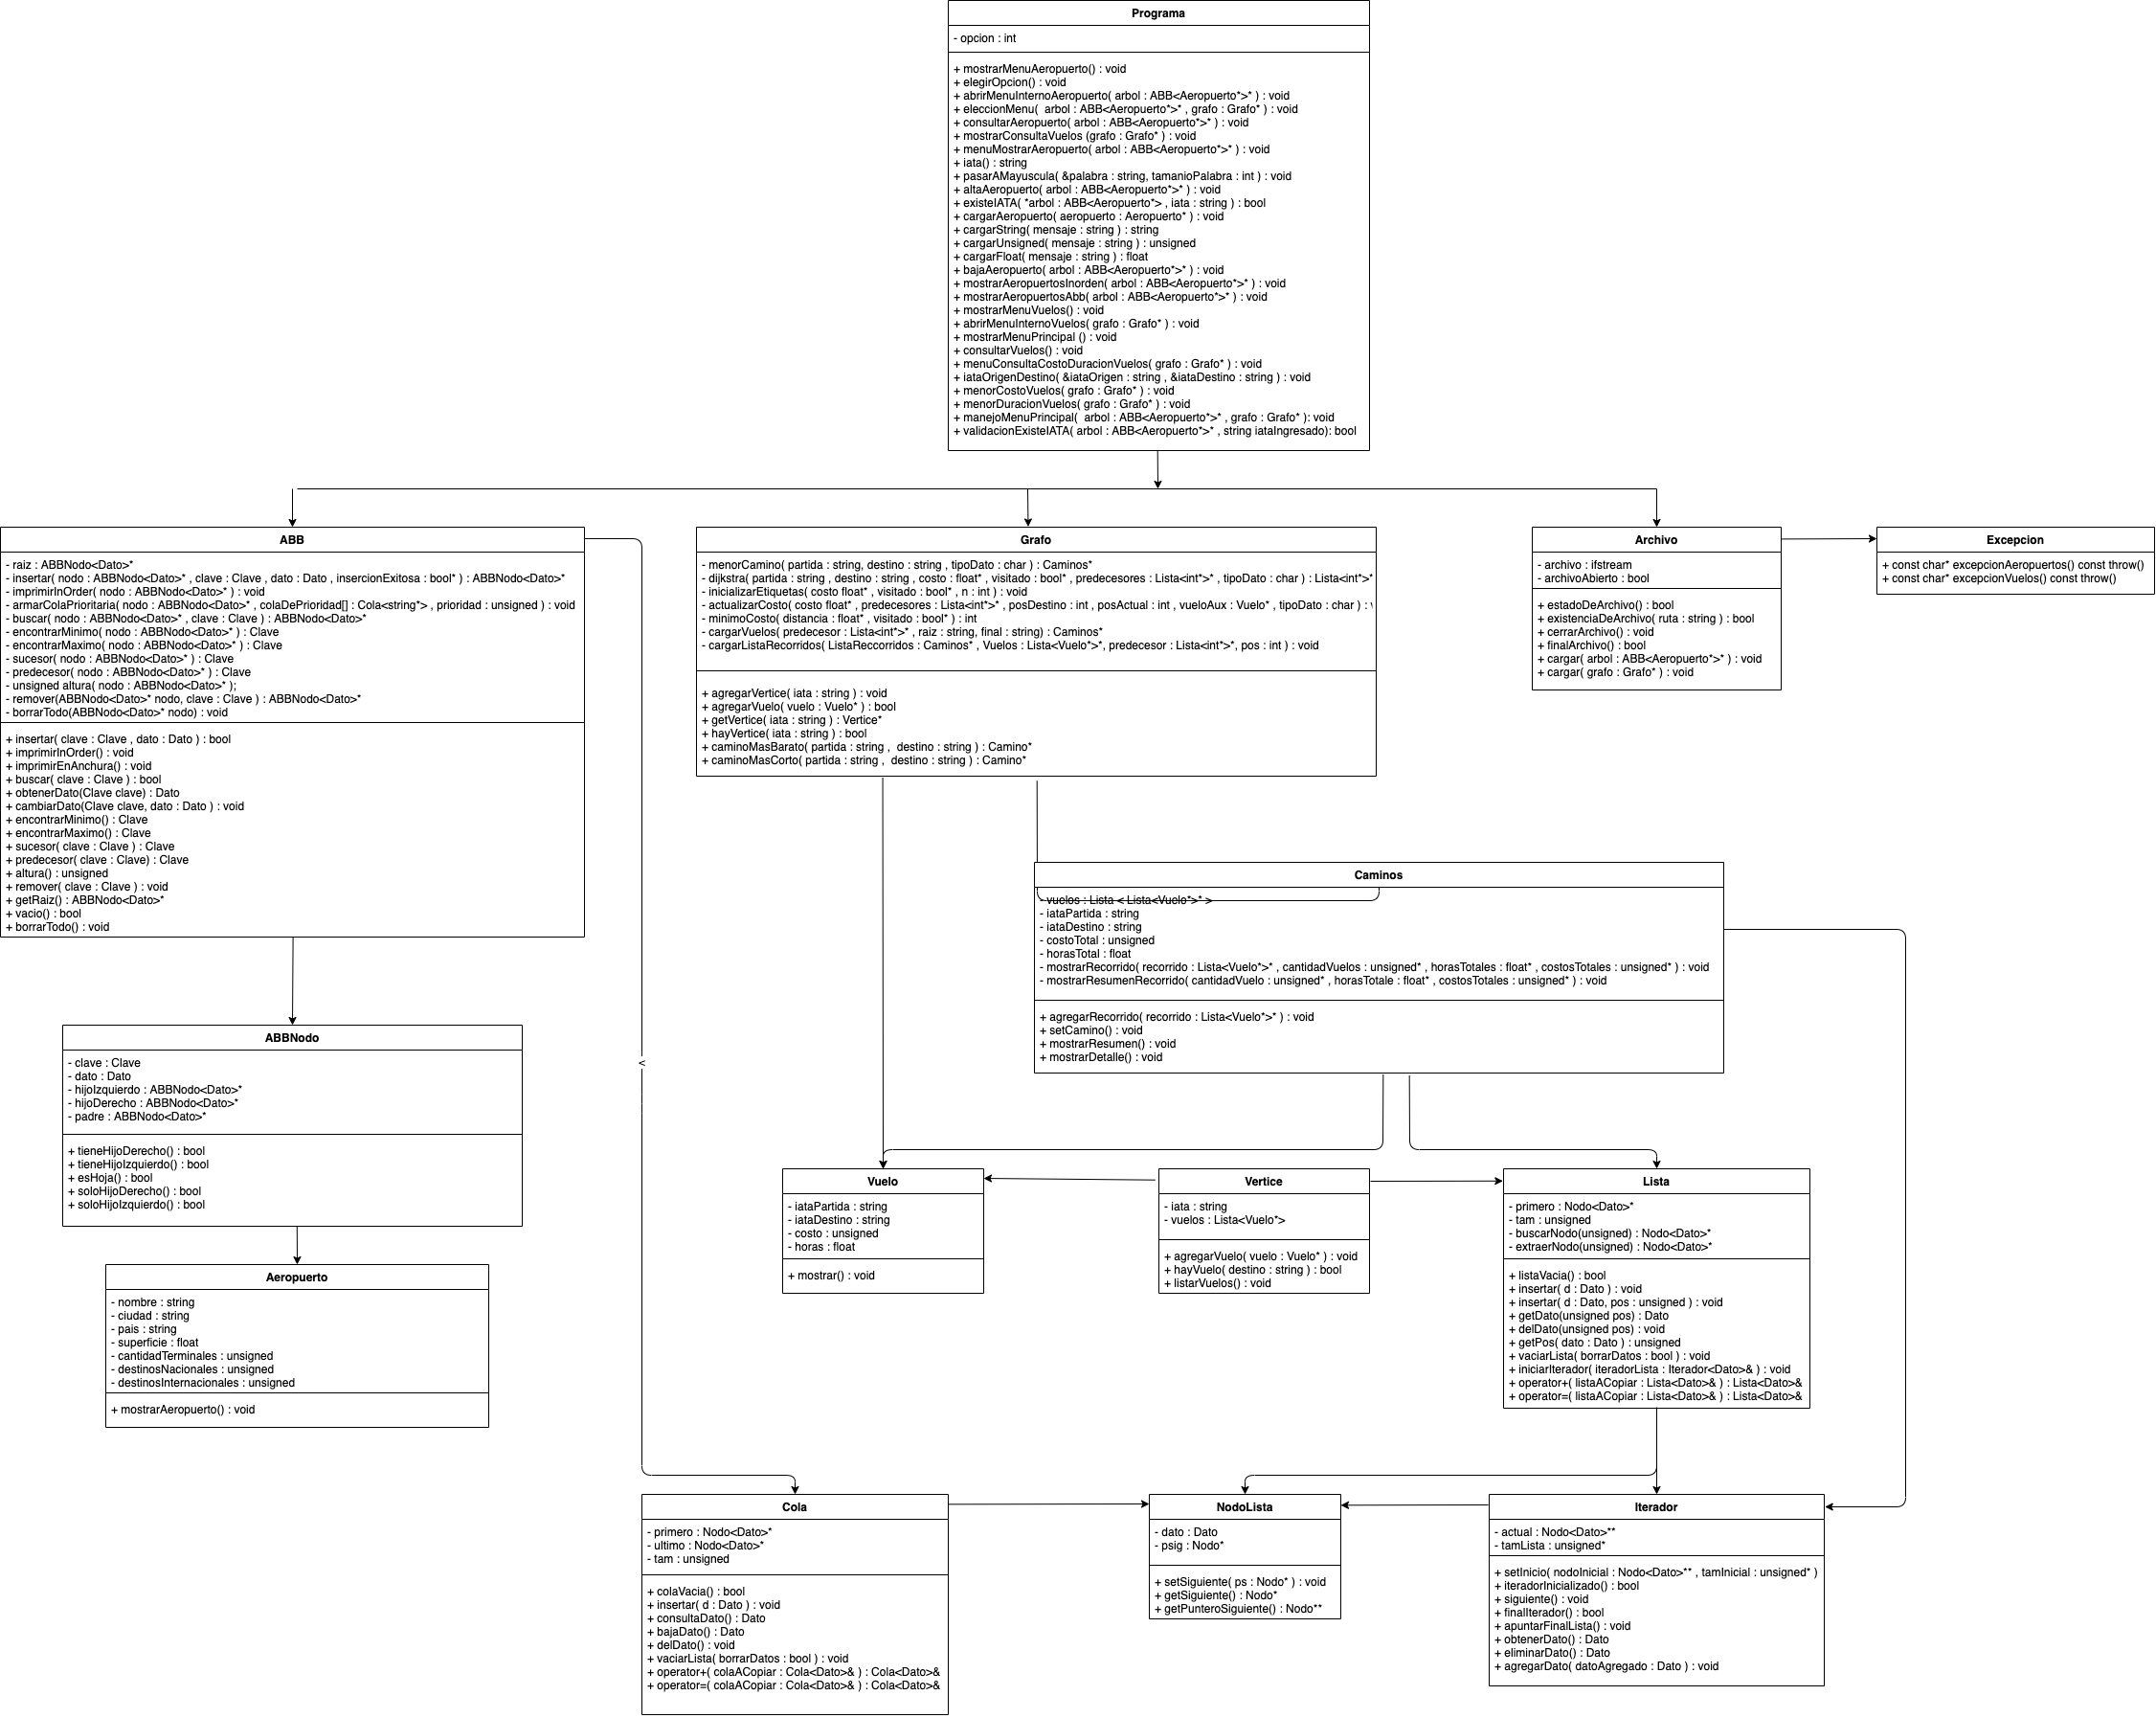 Programa
- opcion : int
+ mostrarMenuAeropuerto() : void
+ elegirOpcion() : void
+ abrirMenuInternoAeropuerto( arbol : ABB<Aeropuerto*>* ) : void
+ eleccionMenu(  arbol : ABB<Aeropuerto*>* , grafo : Grafo* ) : void
+ consultarAeropuerto( arbol : ABB<Aeropuerto*>* ) : void
+ mostrarConsultaVuelos (grafo : Grafo* ) : void
+ menuMostrarAeropuerto( arbol : ABB<Aeropuerto*>* ) : void
+ iata() : string
+ pasarAMayuscula( &palabra : string, tamanioPalabra : int ) : void
+ altaAeropuerto( arbol : ABB<Aeropuerto*>* ) : void
+ existeIATA( *arbol : ABB<Aeropuerto*> , iata : string ) : bool
+ cargarAeropuerto( aeropuerto : Aeropuerto* ) : void
+ cargarString( mensaje : string ) : string
+ cargarUnsigned( mensaje : string ) : unsigned
+ cargarFloat( mensaje : string ) : float
+ bajaAeropuerto( arbol : ABB<Aeropuerto*>* ) : void
+ mostrarAeropuertosInorden( arbol : ABB<Aeropuerto*>* ) : void
+ mostrarAeropuertosAbb( arbol : ABB<Aeropuerto*>* ) : void
+ mostrarMenuVuelos() : void
+ abrirMenuInternoVuelos( grafo : Grafo* ) : void
+ mostrarMenuPrincipal () : void
+ consultarVuelos() : void
+ menuConsultaCostoDuracionVuelos( grafo : Grafo* ) : void
+ iataOrigenDestino( &iataOrigen : string , &iataDestino : string ) : void
+ menorCostoVuelos( grafo : Grafo* ) : void
+ menorDuracionVuelos( grafo : Grafo* ) : void
+ manejoMenuPrincipal(  arbol : ABB<Aeropuerto*>* , grafo : Grafo* ): void
+ validacionExisteIATA( arbol : ABB<Aeropuerto*>* , string iataIngresado): bool
ABB
- raiz : ABBNodo<Dato>*
- insertar( nodo : ABBNodo<Dato>* , clave : Clave , dato : Dato , insercionExitosa : bool* ) : ABBNodo<Dato>*
- imprimirInOrder( nodo : ABBNodo<Dato>* ) : void
- armarColaPrioritaria( nodo : ABBNodo<Dato>* , colaDePrioridad[] : Cola<string*> , prioridad : unsigned ) : void
- buscar( nodo : ABBNodo<Dato>* , clave : Clave ) : ABBNodo<Dato>*
- encontrarMinimo( nodo : ABBNodo<Dato>* ) : Clave
- encontrarMaximo( nodo : ABBNodo<Dato>* ) : Clave
- sucesor( nodo : ABBNodo<Dato>* ) : Clave
- predecesor( nodo : ABBNodo<Dato>* ) : Clave
- unsigned altura( nodo : ABBNodo<Dato>* );
- remover(ABBNodo<Dato>* nodo, clave : Clave ) : ABBNodo<Dato>*
- borrarTodo(ABBNodo<Dato>* nodo) : void
+ insertar( clave : Clave , dato : Dato ) : bool
+ imprimirInOrder() : void
+ imprimirEnAnchura() : void
+ buscar( clave : Clave ) : bool
+ obtenerDato(Clave clave) : Dato
+ cambiarDato(Clave clave, dato : Dato ) : void
+ encontrarMinimo() : Clave
+ encontrarMaximo() : Clave
+ sucesor( clave : Clave ) : Clave
+ predecesor( clave : Clave) : Clave
+ altura() : unsigned
+ remover( clave : Clave ) : void
+ getRaiz() : ABBNodo<Dato>*
+ vacio() : bool
+ borrarTodo() : void
Grafo
- menorCamino( partida : string, destino : string , tipoDato : char ) : Caminos*
- dijkstra( partida : string , destino : string , costo : float* , visitado : bool* , predecesores : Lista<int*>* , tipoDato : char ) : Lista<int*>*
- inicializarEtiquetas( costo float* , visitado : bool* , n : int ) : void
- actualizarCosto( costo float* , predecesores : Lista<int*>* , posDestino : int , posActual : int , vueloAux : Vuelo* , tipoDato : char ) :
- minimoCosto( distancia : float* , visitado : bool* ) : int
- cargarVuelos( predecesor : Lista<int*>* , raiz : string, final : string) : Caminos*
- cargarListaRecorridos( ListaReccorridos : Caminos* , Vuelos : Lista<Vuelo*>*, predecesor : Lista<int*>*, pos : int ) : void
+ agregarVertice( iata : string ) : void
+ agregarVuelo( vuelo : Vuelo* ) : bool
+ getVertice( iata : string ) : Vertice*
+ hayVertice( iata : string ) : bool
+ caminoMasBarato( partida : string ,  destino : string ) : Camino*
+ caminoMasCorto( partida : string ,  destino : string ) : Camino*
Archivo
- archivo : ifstream
- archivoAbierto : bool
+ estadoDeArchivo() : bool
+ existenciaDeArchivo( ruta : string ) : bool
+ cerrarArchivo() : void
+ finalArchivo() : bool
+ cargar( arbol : ABB<Aeropuerto*>* ) : void
+ cargar( grafo : Grafo* ) : void
Excepcion
+ const char* excepcionAeropuertos() const throw()
+ const char* excepcionVuelos() const throw()
Caminos
- vuelos : Lista < Lista<Vuelo*>* >
- iataPartida : string
- iataDestino : string
- costoTotal : unsigned
- horasTotal : float
- mostrarRecorrido( recorrido : Lista<Vuelo*>* , cantidadVuelos : unsigned* , horasTotales : float* , costosTotales : unsigned* ) : void
- mostrarResumenRecorrido( cantidadVuelo : unsigned* , horasTotale : float* , costosTotales : unsigned* ) : void
+ agregarRecorrido( recorrido : Lista<Vuelo*>* ) : void
+ setCamino() : void
+ mostrarResumen() : void
+ mostrarDetalle() : void
ABBNodo
- clave : Clave
- dato : Dato
- hijoIzquierdo : ABBNodo<Dato>*
- hijoDerecho : ABBNodo<Dato>*
- padre : ABBNodo<Dato>*
+ tieneHijoDerecho() : bool
+ tieneHijoIzquierdo() : bool
+ esHoja() : bool
+ soloHijoDerecho() : bool
+ soloHijoIzquierdo() : bool
<
Aeropuerto
- nombre : string
- ciudad : string
- pais : string
- superficie : float
- cantidadTerminales : unsigned
- destinosNacionales : unsigned
- destinosInternacionales : unsigned
+ mostrarAeropuerto() : void
Vuelo
- iataPartida : string
- iataDestino : string
- costo : unsigned
- horas : float
+ mostrar() : void
Vertice
- iata : string
- vuelos : Lista<Vuelo*>
+ agregarVuelo( vuelo : Vuelo* ) : void
+ hayVuelo( destino : string ) : bool
+ listarVuelos() : void
Lista
- primero : Nodo<Dato>*
- tam : unsigned
- buscarNodo(unsigned) : Nodo<Dato>*
- extraerNodo(unsigned) : Nodo<Dato>*
+ listaVacia() : bool
+ insertar( d : Dato ) : void
+ insertar( d : Dato, pos : unsigned ) : void
+ getDato(unsigned pos) : Dato
+ delDato(unsigned pos) : void
+ getPos( dato : Dato ) : unsigned
+ vaciarLista( borrarDatos : bool ) : void
+ iniciarIterador( iteradorLista : Iterador<Dato>& ) : void
+ operator+( listaACopiar : Lista<Dato>& ) : Lista<Dato>&
+ operator=( listaACopiar : Lista<Dato>& ) : Lista<Dato>&
Cola
- primero : Nodo<Dato>*
- ultimo : Nodo<Dato>*
- tam : unsigned
+ colaVacia() : bool
+ insertar( d : Dato ) : void
+ consultaDato() : Dato
+ bajaDato() : Dato
+ delDato() : void
+ vaciarLista( borrarDatos : bool ) : void
+ operator+( colaACopiar : Cola<Dato>& ) : Cola<Dato>&
+ operator=( colaACopiar : Cola<Dato>& ) : Cola<Dato>&
NodoLista
- dato : Dato
- psig : Nodo*
+ setSiguiente( ps : Nodo* ) : void
+ getSiguiente() : Nodo*
+ getPunteroSiguiente() : Nodo**
Iterador
- actual : Nodo<Dato>**
- tamLista : unsigned*
+ setInicio( nodoInicial : Nodo<Dato>** , tamInicial : unsigned* )
+ iteradorInicializado() : bool
+ siguiente() : void
+ finalIterador() : bool
+ apuntarFinalLista() : void
+ obtenerDato() : Dato
+ eliminarDato() : Dato
+ agregarDato( datoAgregado : Dato ) : void